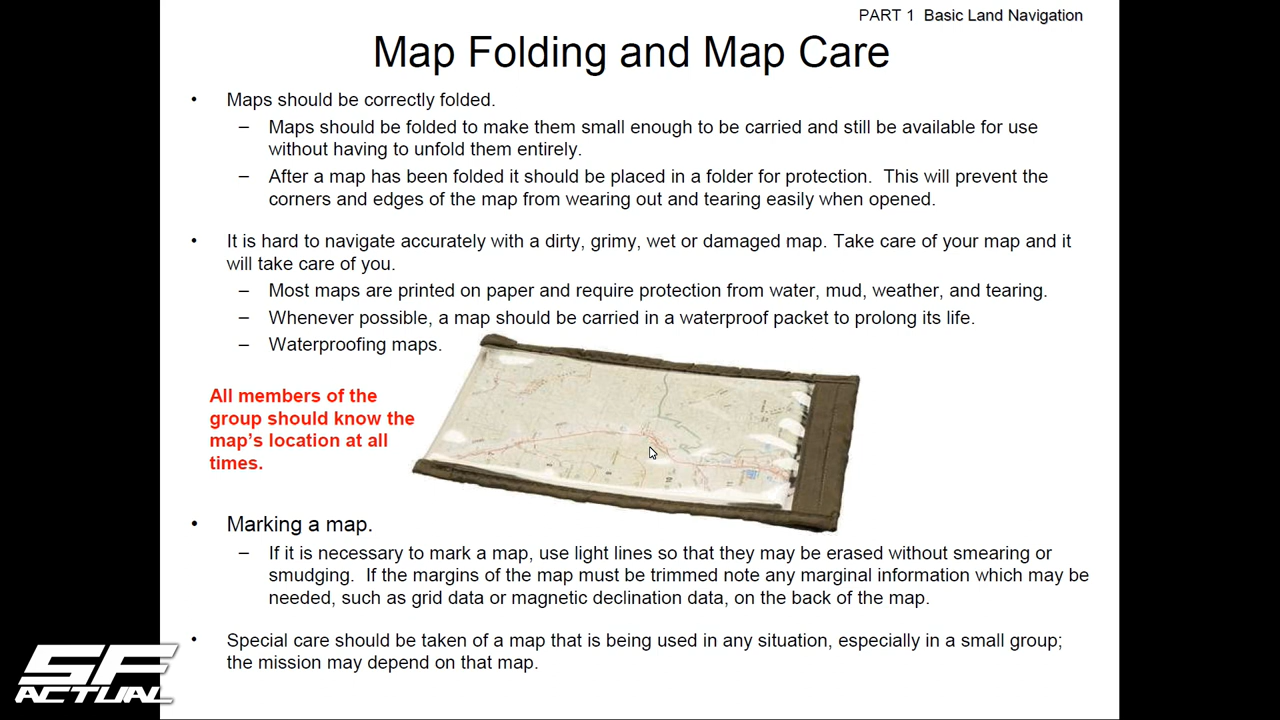 PART 1  Basic Land Navigation
Map Folding and Map Care
• Maps should be correctly folded.
– Maps should be folded to make them small enough to be carried and still be available for use
without having to unfold them entirely.
– After a map has been folded it should be placed in a folder for protection.  This will prevent the
corners and edges of the map from wearing out and tearing easily when opened.
• It is hard to navigate accurately with a dirty, grimy, wet or damaged map. Take care of your map and it
will take care of you.
– Most maps are printed on paper and require protection from water, mud, weather, and tearing.
– Whenever possible, a map should be carried in a waterproof packet to prolong its life.
– Waterproofing maps.
All members of the
group should know the
map's location at all
times.
• Marking a map.
– If it is necessary to mark a map, use light lines so that they may be erased without smearing or
smudging.  If the margins of the map must be trimmed note any marginal information which may be
needed, such as grid data or magnetic declination data, on the back of the map.
• Special care should be taken of a map that is being used in any situation, especially in a small group;
the mission may depend on that map.
SF
ACTUAL